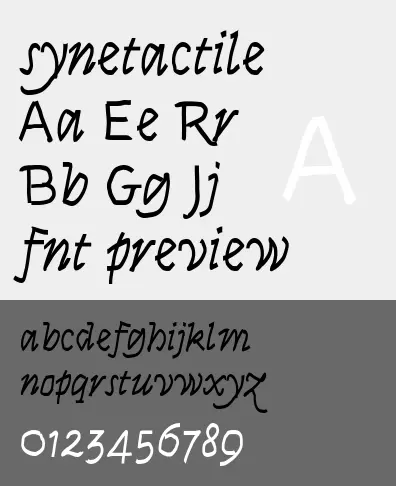 synetactile
Aa Ee Rr
A
Bb Gg Jj
fnt preview
abcdefghijklm
nopqrstuvwxyz
0123456789